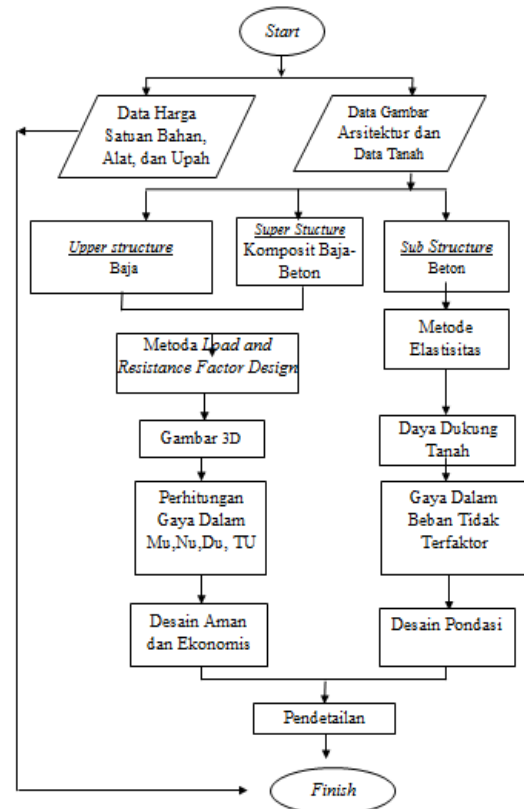 Start
Data Harga
Satuan Bahan,
Alat, dan Upah
Data Gambar
Arsitektur dan
Data Tanah
Upper structure
Baja
Super Stucture
Komposit Baja-
Beton
Sub Structure
Beton
Metoda Load and
Resistance Factor Design
Metode
Elastisitas
Gambar 3D
Daya Dukung
Tanah
Perhitungan
Gaya Dalam
Mu,Nu,Du, TU
Gaya Dalam
Beban Tidak
Terfaktor
Desain Aman
dan Ekonomis
Desain Pondasi
Pendetailan
Finish